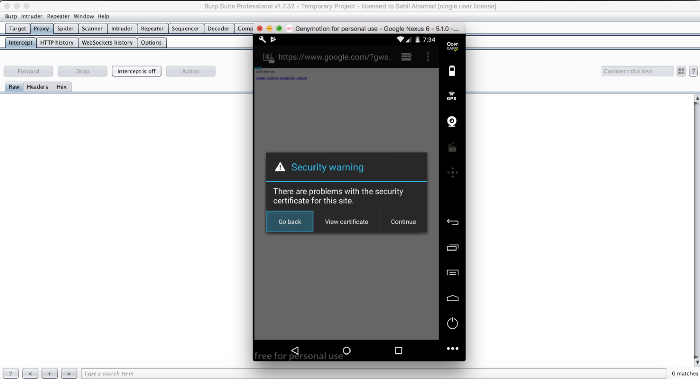 Burp Suite Professional v1.7.32 - Temporary Project - licensed to Sahil Ahamad [single user license]
Burp Intruder Repeater Window Help
Target Proxy Spider Scanner Intruder Repeater Sequencer Decoder Com
Intercept HTTP history WebSockets history Options
Forward Drop Intercept is off Action Comment this item ?
Raw Headers Hex
Genymotion for personal use - Google Nexus 6 - 5.1.0 -...
7:34
https://www.google.com/?gws..
Open
GAPPS
GPS
Security warning
There are problems with the security
certificate for this site.
Go back View certificate Continue
free for personal use
? < + > Type a search term 0 matches